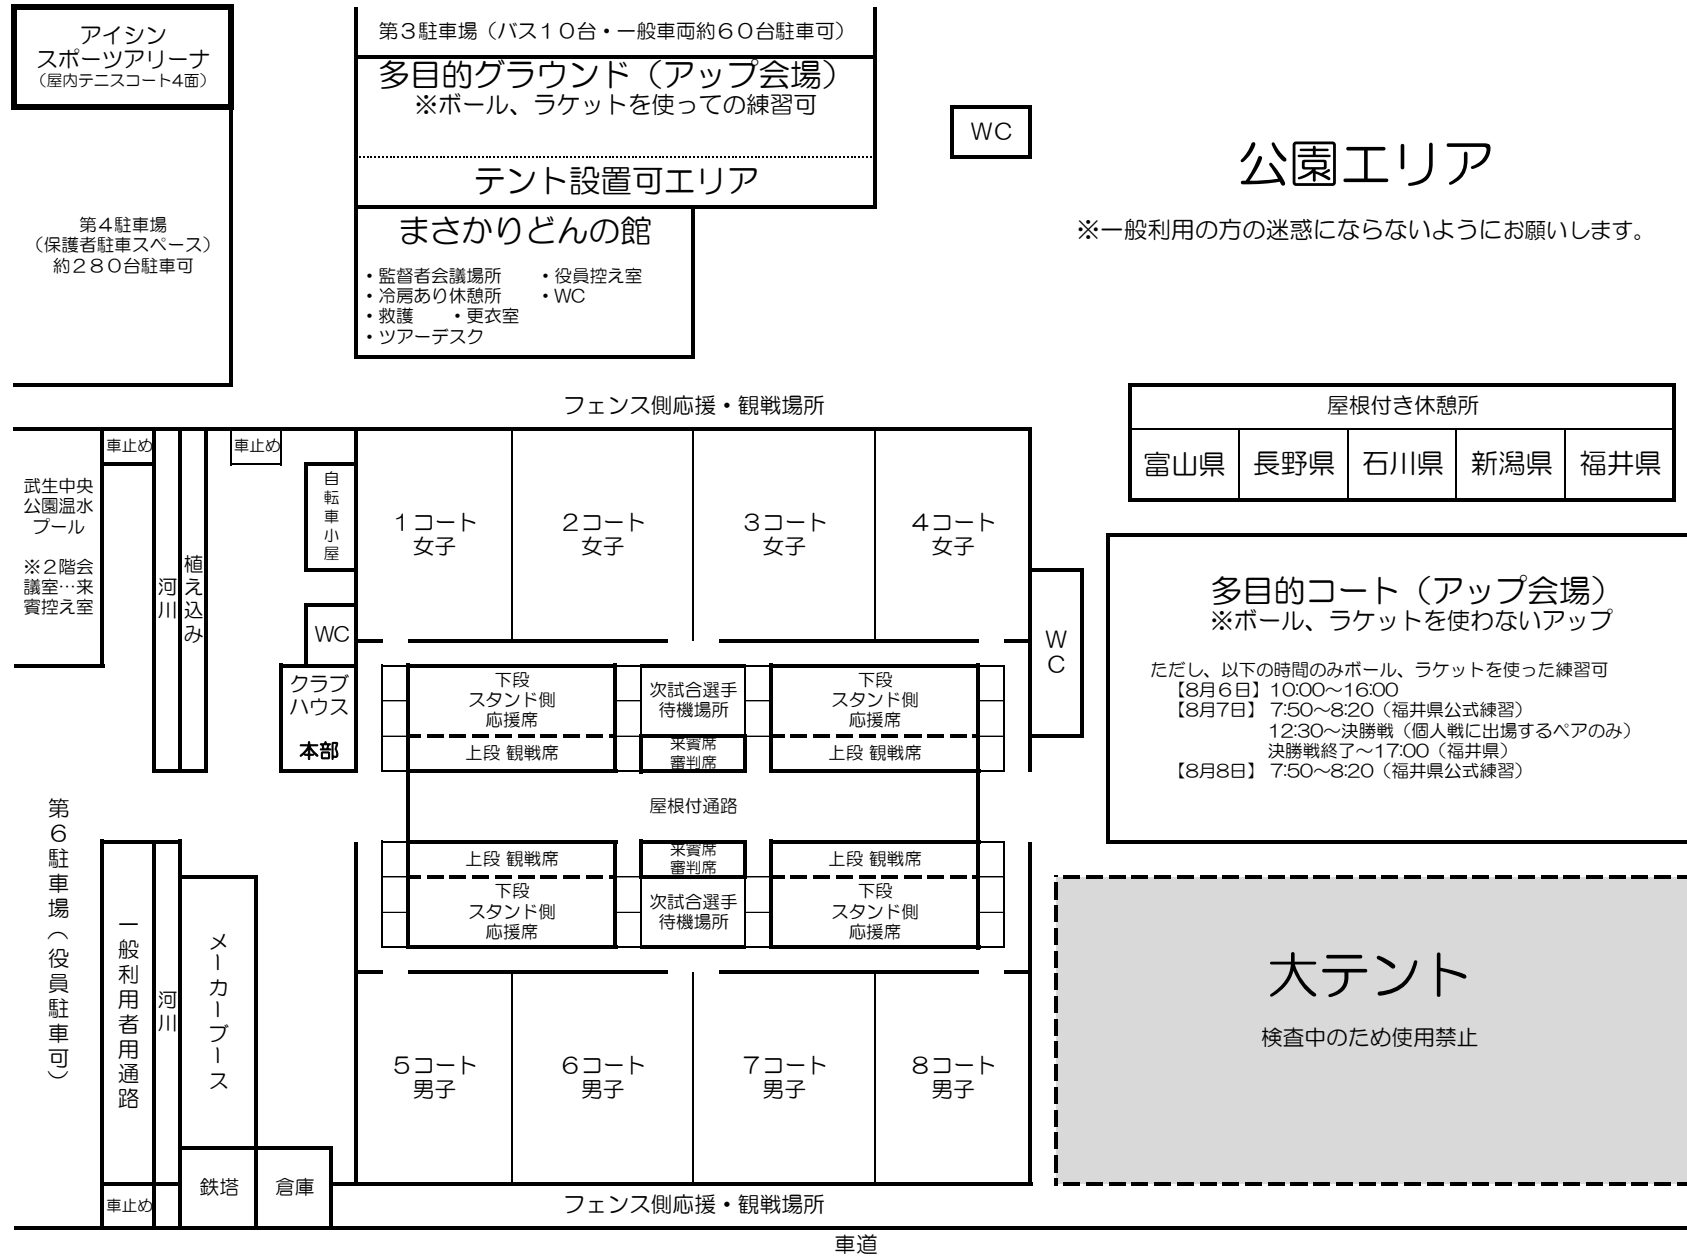 アイシン
スポーツアリーナ
（屋内テニスコート4面）
第４駐車場
（保護者駐車スペース）
約２８０台駐車可
第３駐車場（バス１０台・一般車両約６０台駐車可）
多目的グラウンド（アップ会場）
※ボール、ラケットを使っての練習可
テント設置可エリア
まさかりどんの館
・監督者会議場所　・役員控え室
・冷房あり休憩所　・WC
・救護　・更衣室
・ツアーデスク
ＷＣ
公園エリア
※一般利用の方の迷惑にならないようにお願いします。
フェンス側応援・観戦場所
屋根付き休憩所
富山県　長野県　石川県　新潟県　福井県
武生中央
公園温水
プール
※２階会
議室…来
賓控え室
車止め
河川
植え込み
車止め
自転車小屋
WC
クラブ
ハウス
本部
１コート
女子
２コート
女子
３コート
女子
４コート
女子
WC
下段
スタンド側
応援席
上段 観戦席
次試合選手
待機場所
来賓席
審判席
下段
スタンド側
応援席
上段 観戦席
屋根付通路
上段 観戦席
下段
スタンド側
応援席
来賓席
審判席
次試合選手
待機場所
上段 観戦席
下段
スタンド側
応援席
多目的コート（アップ会場）
※ボール、ラケットを使わないアップ
ただし、以下の時間のみボール、ラケットを使った練習可
【8月６日】10:00～16:00
【8月7日】 7:50～8:20（福井県公式練習）
12:30～決勝戦（個人戦に出場するペアのみ）
決勝戦終了～17:00（福井県）
【8月8日】 7:50～8:20（福井県公式練習）
第６駐車場（役員駐車可）
一般利用者用通路
河川
メーカーブース
車止め
鉄塔
倉庫
５コート
男子
６コート
男子
７コート
男子
８コート
男子
大テント
検査中のため使用禁止
フェンス側応援・観戦場所
車道